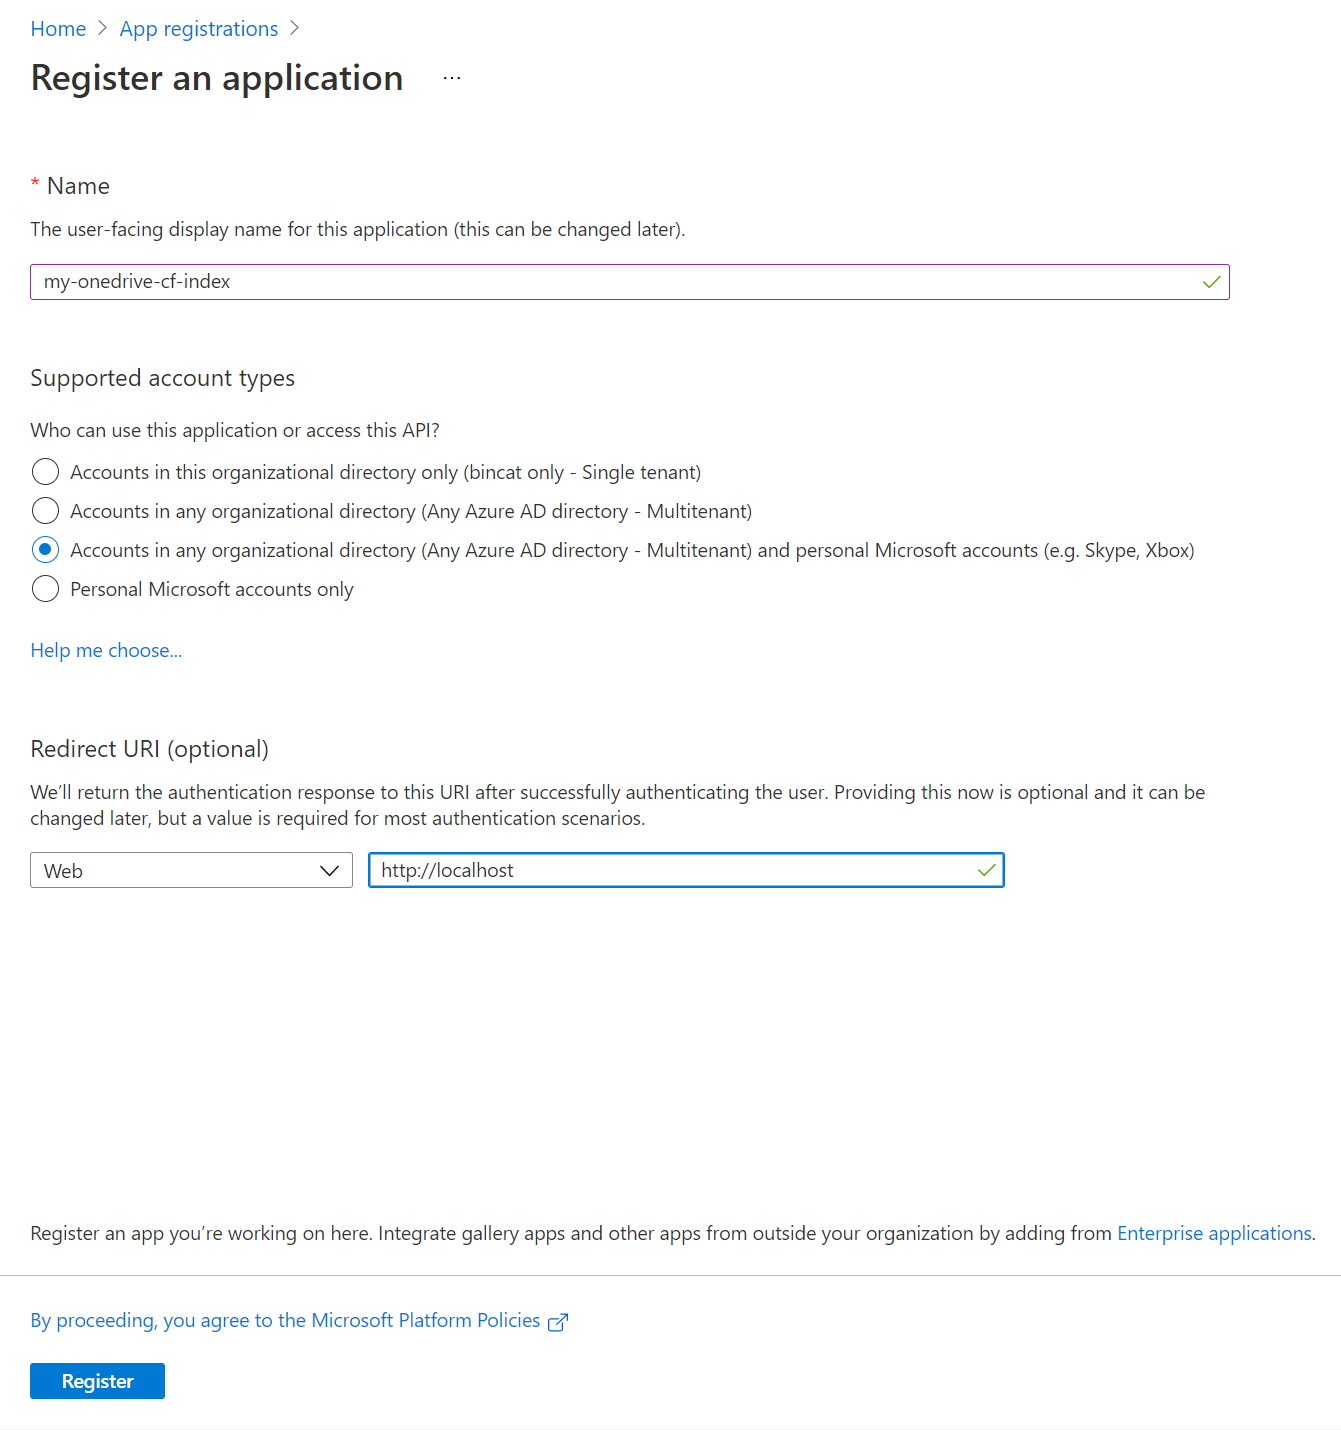 Home > App registrations >
Register an application ...
* Name
The user-facing display name for this application (this can be changed later).
my-onedrive-cf-index
Supported account types
Who can use this application or access this API?
Accounts in this organizational directory only (bincat only - Single tenant)
Accounts in any organizational directory (Any Azure AD directory - Multitenant)
Accounts in any organizational directory (Any Azure AD directory - Multitenant) and personal Microsoft accounts (e.g. Skype, Xbox)
Personal Microsoft accounts only
Help me choose...
Redirect URI (optional)
We’ll return the authentication response to this URI after successfully authenticating the user. Providing this now is optional and it can be
changed later, but a value is required for most authentication scenarios.
Web http://localhost
Register an app you’re working on here. Integrate gallery apps and other apps from outside your organization by adding from Enterprise applications.
By proceeding, you agree to the Microsoft Platform Policies
Register